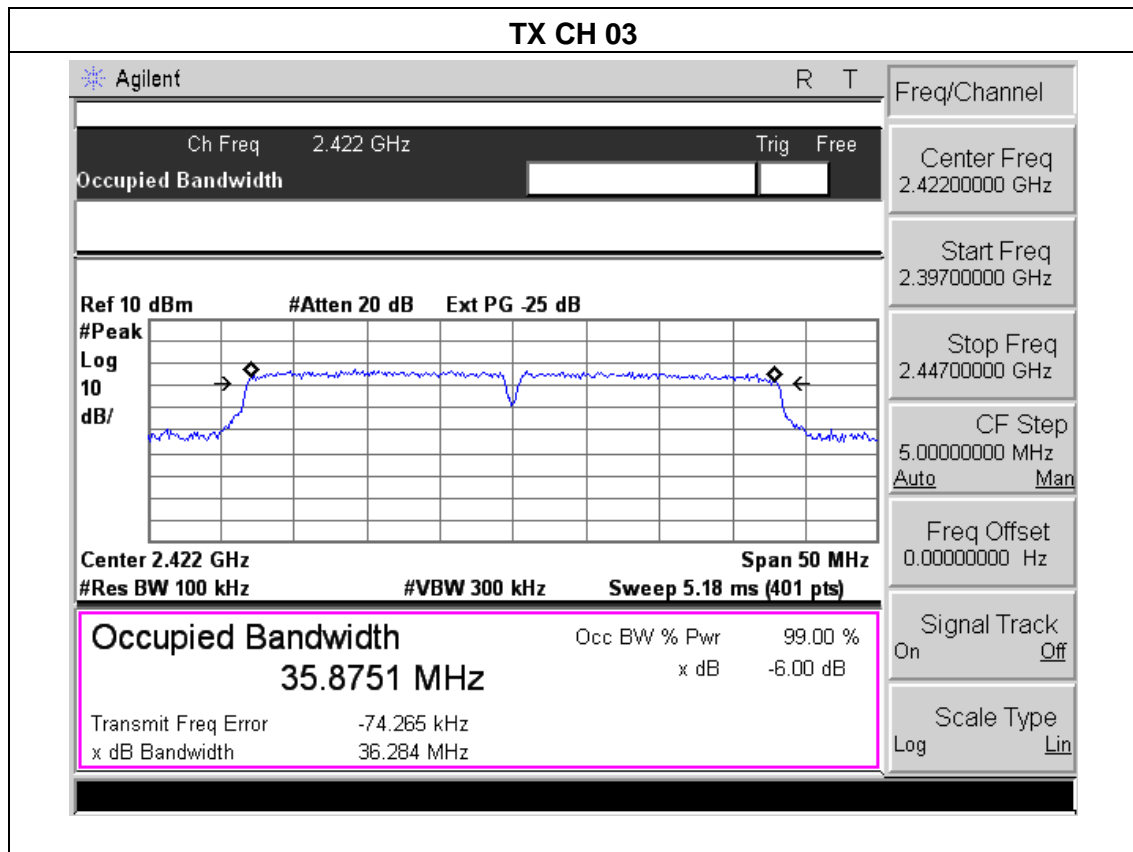 TX CH 03
Agilent R T
Ch Freq 2.422 GHz Trig Free
Occupied Bandwidth
Ref 10 dBm #Atten 20 dB Ext PG -25 dB
#Peak
Log
10
dB/
Center 2.422 GHz Span 50 MHz
#Res BW 100 kHz #VBW 300 kHz Sweep 5.18 ms (401 pts)
Occupied Bandwidth Occ BW % Pwr 99.00 %
35.8751 MHz x dB -6.00 dB
Transmit Freq Error -74.265 kHz
x dB Bandwidth 36.284 MHz
Freq/Channel
Center Freq
2.42200000 GHz
Start Freq
2.39700000 GHz
Stop Freq
2.44700000 GHz
CF Step
5.00000000 MHz
Auto Man
Freq Offset
0.00000000 Hz
Signal Track
On Off
Scale Type
Log Lin